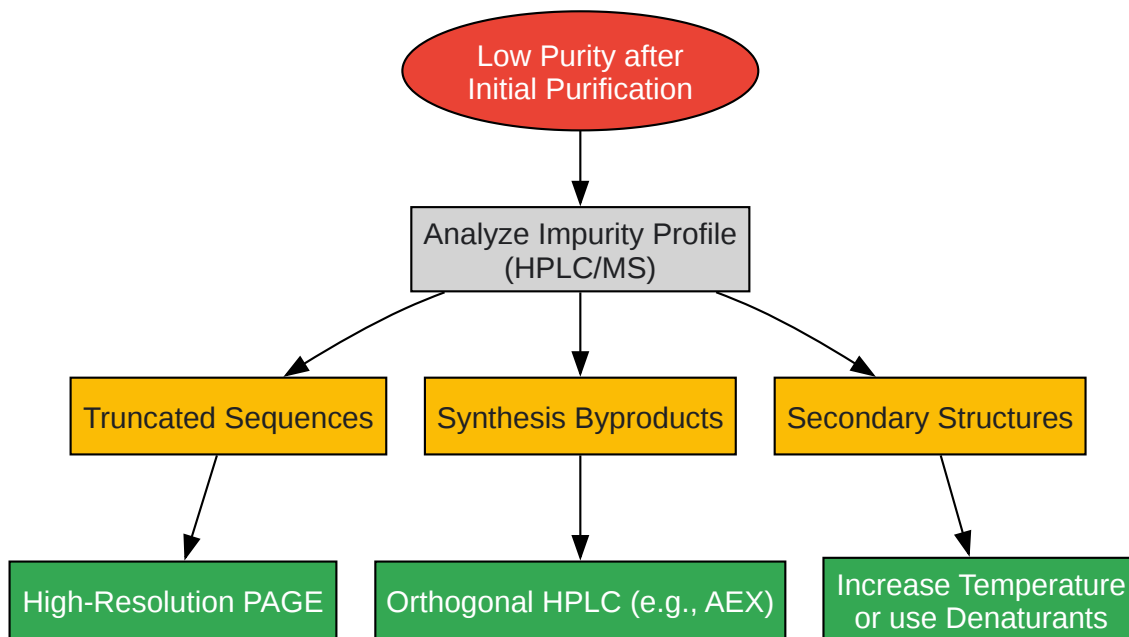 Low Purity after
Initial Purification
Analyze Impurity Profile
(HPLC/MS)
Truncated Sequences
Synthesis Byproducts
Secondary Structures
High-Resolution PAGE
Orthogonal HPLC (e.g., AEX)
Increase Temperature
or use Denaturants